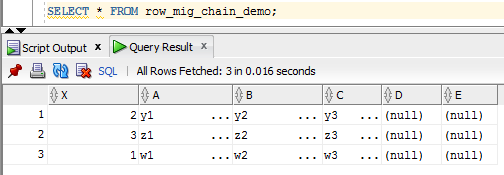 SELECT * FROM row_mig_chain_demo;
Script Output x Query Result x
SQL | All Rows Fetched: 3 in 0.016 seconds
X A B C D E
1 2 y1 ... y2 ... y3 ... (null) (null)
2 3 z1 ... z2 ... z3 ... (null) (null)
3 1 w1 ... w2 ... w3 ... (null) (null)